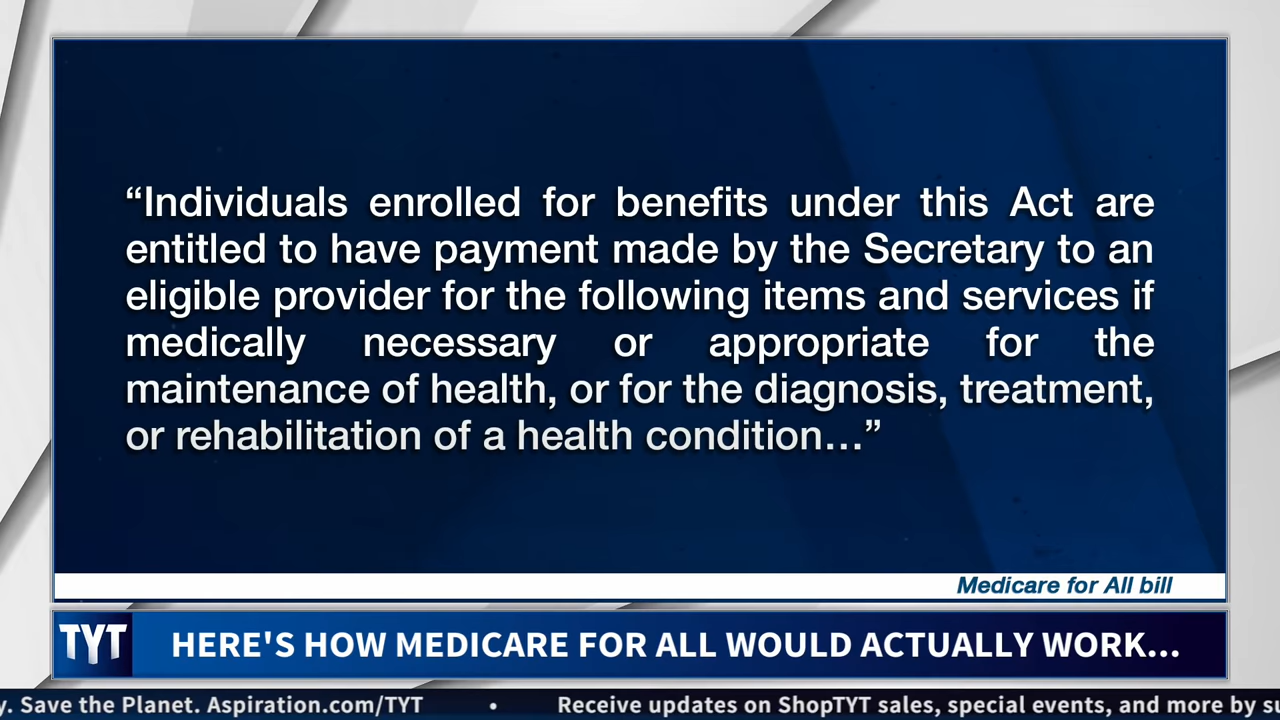 “Individuals enrolled for benefits under this Act are
entitled to have payment made by the Secretary to an
eligible provider for the following items and services if
medically necessary or appropriate for the
maintenance of health, or for the diagnosis, treatment,
or rehabilitation of a health condition…”
Medicare for All bill
TYT HERE'S HOW MEDICARE FOR ALL WOULD ACTUALLY WORK...
Save the Planet. Aspiration.com/TYT • Receive updates on ShopTYT sales, special events, and more by